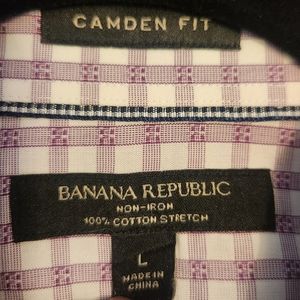 CAMDEN FIT
BANANA REPUBLIC
NON-IRON
100% COTTON STRETCH
L
MADE IN
CHINA